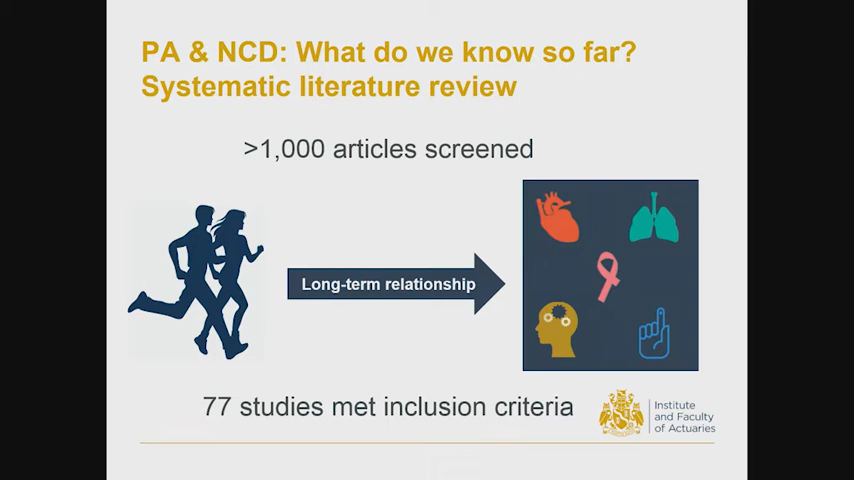 PA & NCD: What do we know so far?
Systematic literature review
>1,000 articles screened
Long-term relationship
77 studies met inclusion criteria
Institute
and Faculty
of Actuaries